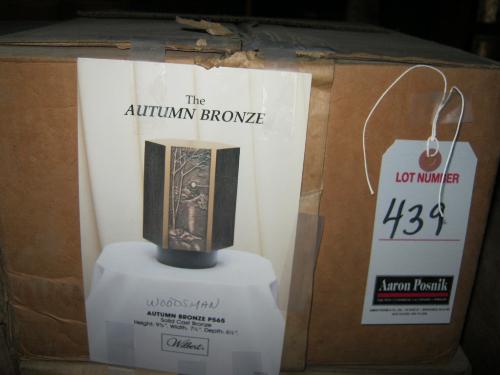 The
AUTUMN BRONZE
WOODSMAN
AUTUMN BRONZE P565
Solid Cast Bronze
Wilbert
LOT NUMBER
439
Aaron Posnik